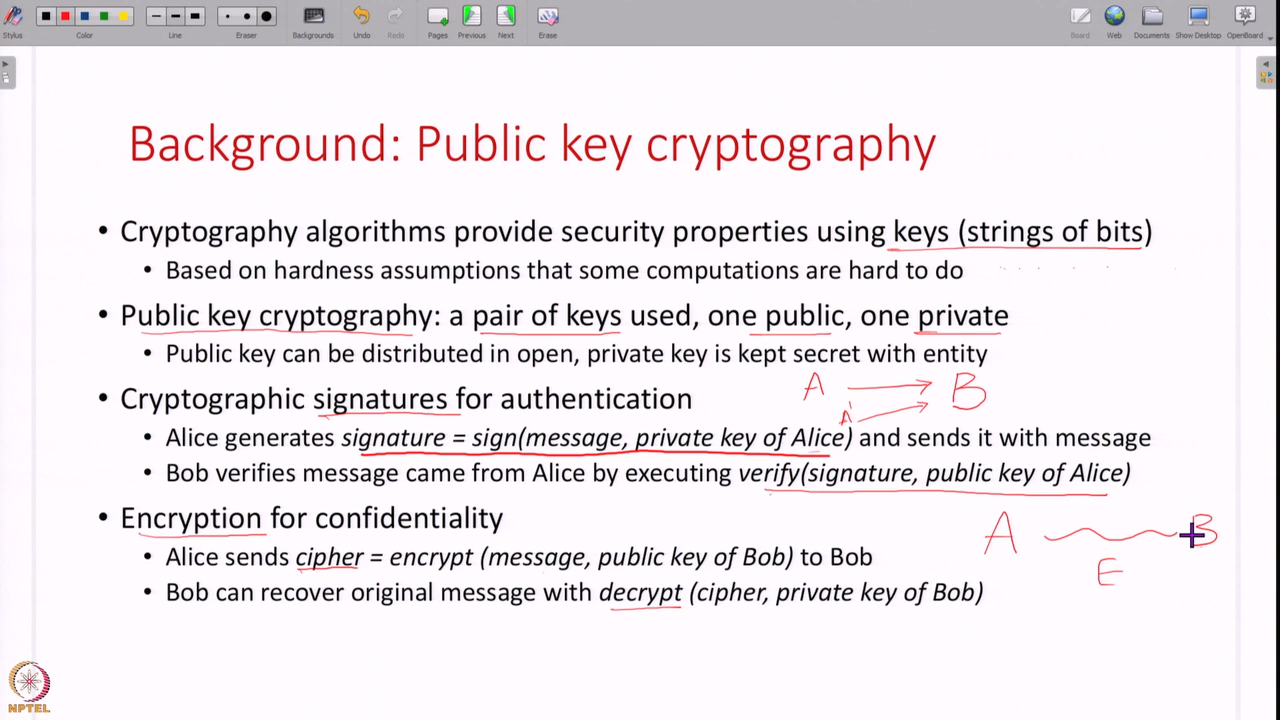 Stylus
Color
Line
Eraser
Backgrounds
Undo
Redo
Pages
Previous
Next
Erase
Board
Web
Documents
Show Desktop
OpenBoard
Background: Public key cryptography
• Cryptography algorithms provide security properties using keys (strings of bits)
• Based on hardness assumptions that some computations are hard to do
• Public key cryptography: a pair of keys used, one public, one private
• Public key can be distributed in open, private key is kept secret with entity
A B
• Cryptographic signatures for authentication
A'
• Alice generates signature = sign(message, private key of Alice) and sends it with message
• Bob verifies message came from Alice by executing verify(signature, public key of Alice)
• Encryption for confidentiality
A B
• Alice sends cipher = encrypt (message, public key of Bob) to Bob
E
• Bob can recover original message with decrypt (cipher, private key of Bob)
NPTEL